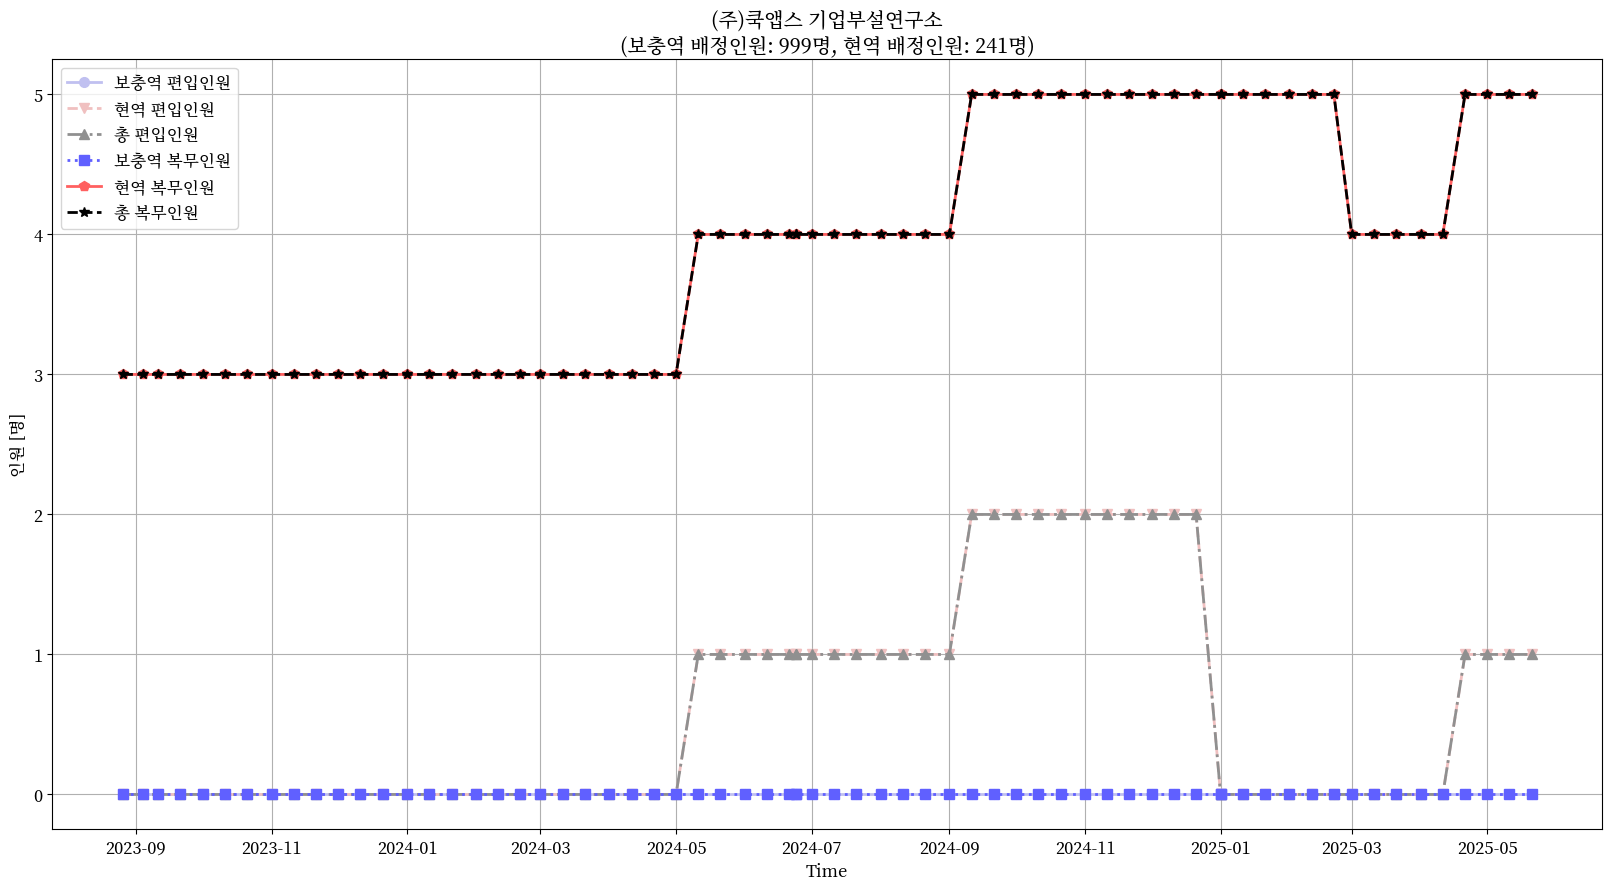 (주)쿡앱스 기업부설연구소
(보충역 배정인원: 999명, 현역 배정인원: 241명)
보충역 편입인원
현역 편입인원
총 편입인원
보충역 복무인원
현역 복무인원
총 복무인원
5
4
3
2
1
0
인원 [명]
2023-09
2023-11
2024-01
2024-03
2024-05
2024-07
2024-09
2024-11
2025-01
2025-03
2025-05
Time